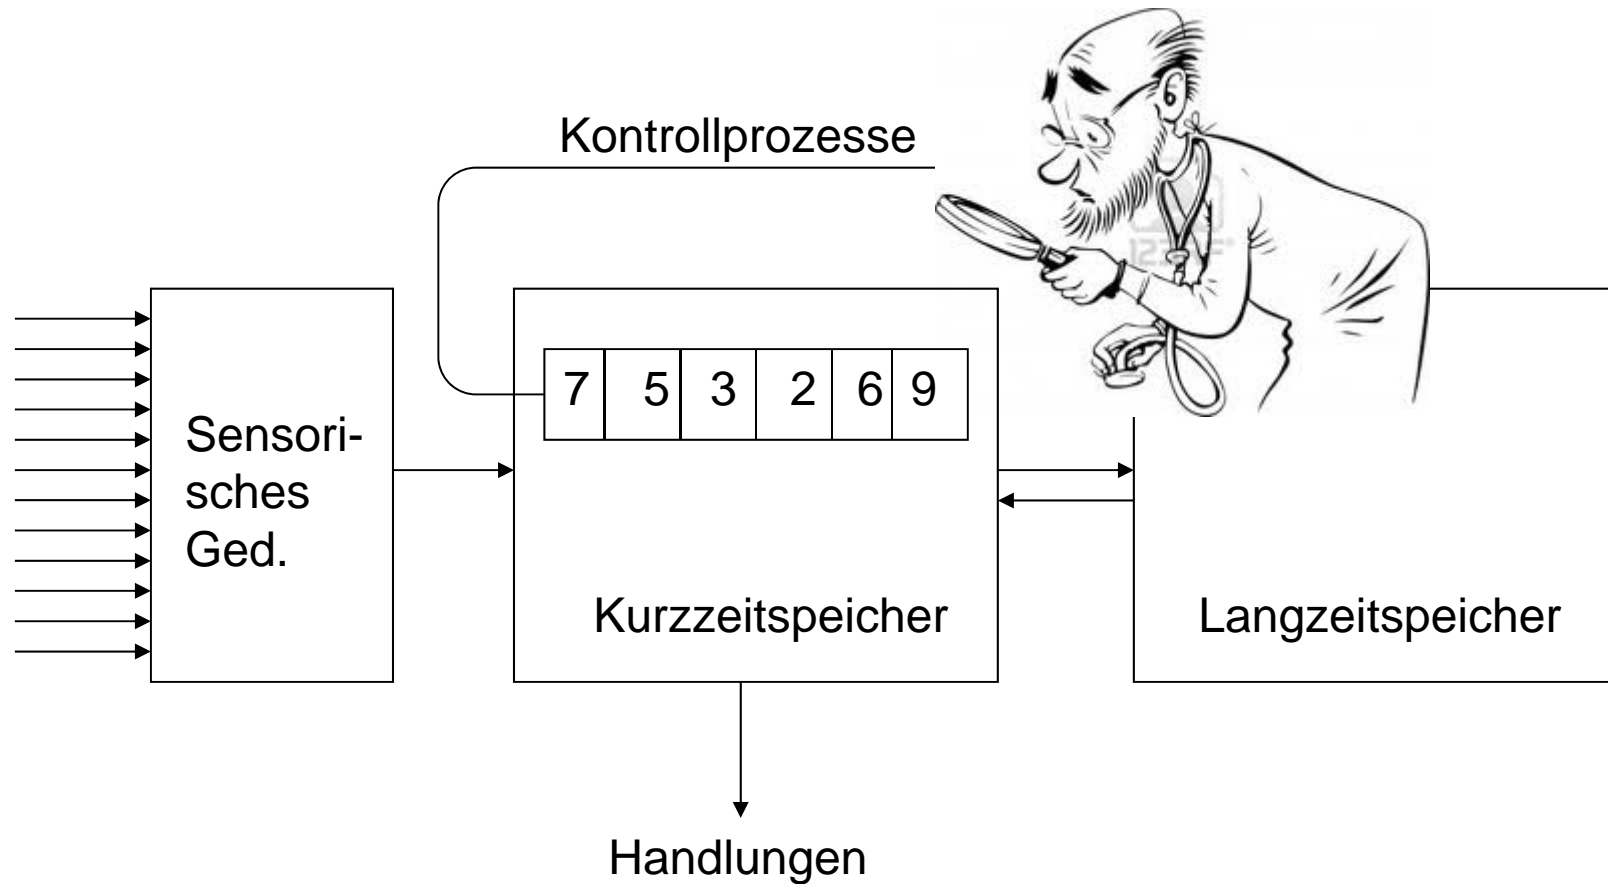 Kontrollprozesse
7 5 3 2 6 9
Sensori-
sches
Ged.
Kurzzeitspeicher
Langzeitspeicher
Handlungen